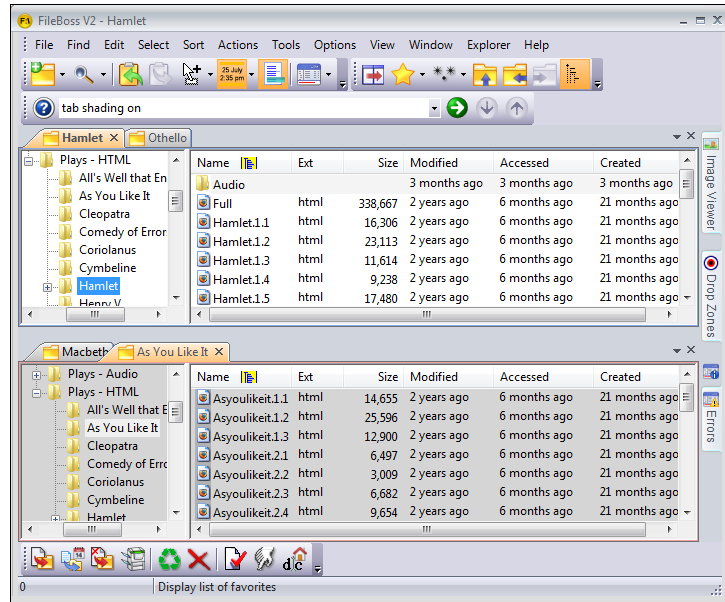 FileBoss V2 - Hamlet
File Find Edit Select Sort Actions Tools Options View Window Explorer Help
25 July
2:35 pm
tab shading on
Hamlet Othello
Plays - HTML
All's Well that En
As You Like It
Cleopatra
Comedy of Error
Coriolanus
Cymbeline
Hamlet
Henry V
Name Ext Size Modified Accessed Created
Audio 3 months ago 3 months ago 3 months ago
Full html 338,667 2 years ago 6 months ago 21 months ago
Hamlet.1.1 html 16,306 2 years ago 6 months ago 21 months ago
Hamlet.1.2 html 23,113 2 years ago 6 months ago 21 months ago
Hamlet.1.3 html 11,614 2 years ago 6 months ago 21 months ago
Hamlet.1.4 html 9,238 2 years ago 6 months ago 21 months ago
Hamlet.1.5 html 17,480 2 years ago 6 months ago 21 months ago
Image Viewer
Drop Zones
Errors
Macbeth As You Like It
Plays - Audio
Plays - HTML
All's Well that E
As You Like It
Cleopatra
Comedy of Errc
Coriolanus
Cymbeline
Hamlet
Name Ext Size Modified Accessed Created
Asyoulikeit.1.1 html 14,655 2 years ago 6 months ago 21 months ago
Asyoulikeit.1.2 html 25,596 2 years ago 6 months ago 21 months ago
Asyoulikeit.1.3 html 12,900 2 years ago 6 months ago 21 months ago
Asyoulikeit.2.1 html 6,497 2 years ago 6 months ago 21 months ago
Asyoulikeit.2.2 html 3,009 2 years ago 6 months ago 21 months ago
Asyoulikeit.2.3 html 6,682 2 years ago 6 months ago 21 months ago
Asyoulikeit.2.4 html 9,654 2 years ago 6 months ago 21 months ago
0 Display list of favorites